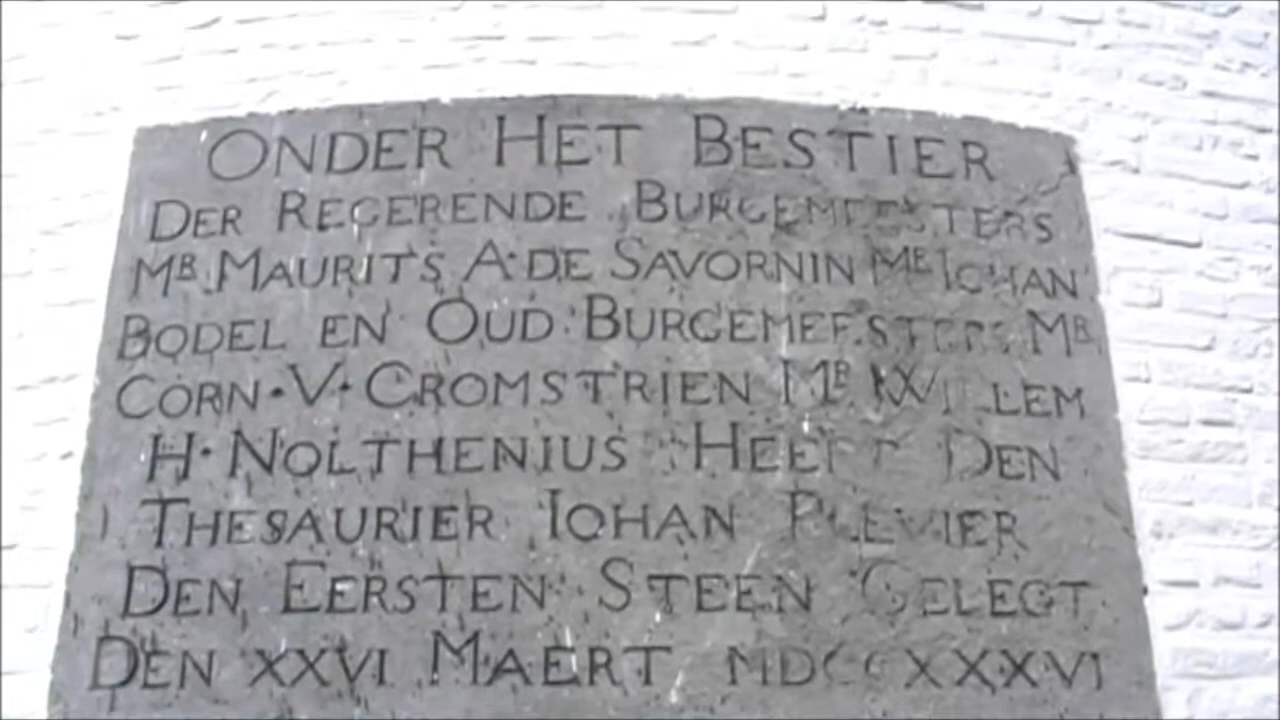 ONDER HET BESTIER
DER REGERENDE BURGEMEESTERS
MR MAURITS A·DE SAVORNIN MR IOHAN
BODEL EN OUD BURGEMEESTERS MR
CORN·V·CROMSTRIEN MR WILLEM
H·NOLTHENIUS HEEFT DEN
THESAURIER IOHAN PLEVIER
DEN EERSTEN STEEN GELEGT
DEN XXVI MAERT MDCCXXXVI